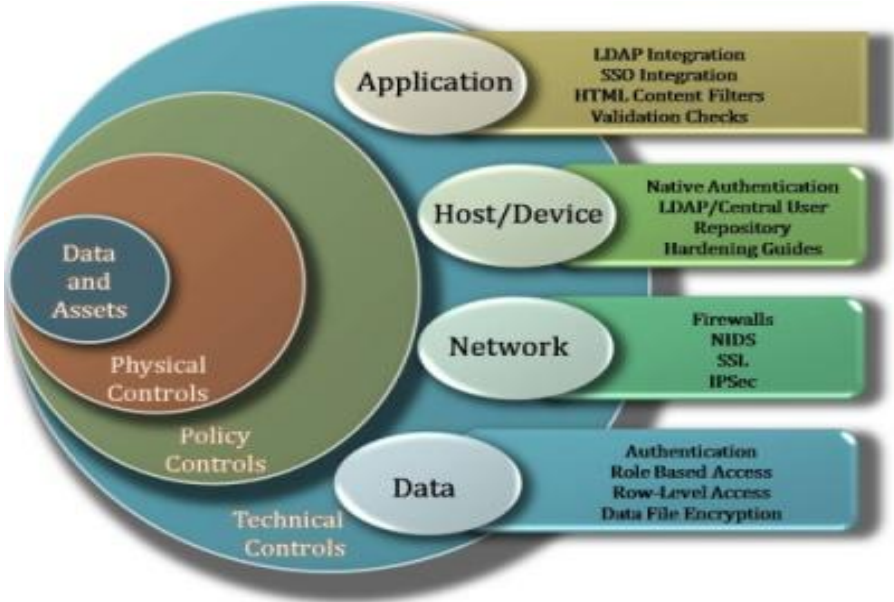 Application
LDAP Integration
SSO Integration
HTML Content Filters
Validation Checks
Host/Device
Native Authentication
LDAP/Central User
Repository
Hardening Guides
Data
and
Assets
Network
Firewalls
NIDS
SSL
IPSec
Physical
Controls
Policy
Controls
Data
Authentication
Role Based Access
Row-Level Access
Data File Encryption
Technical
Controls